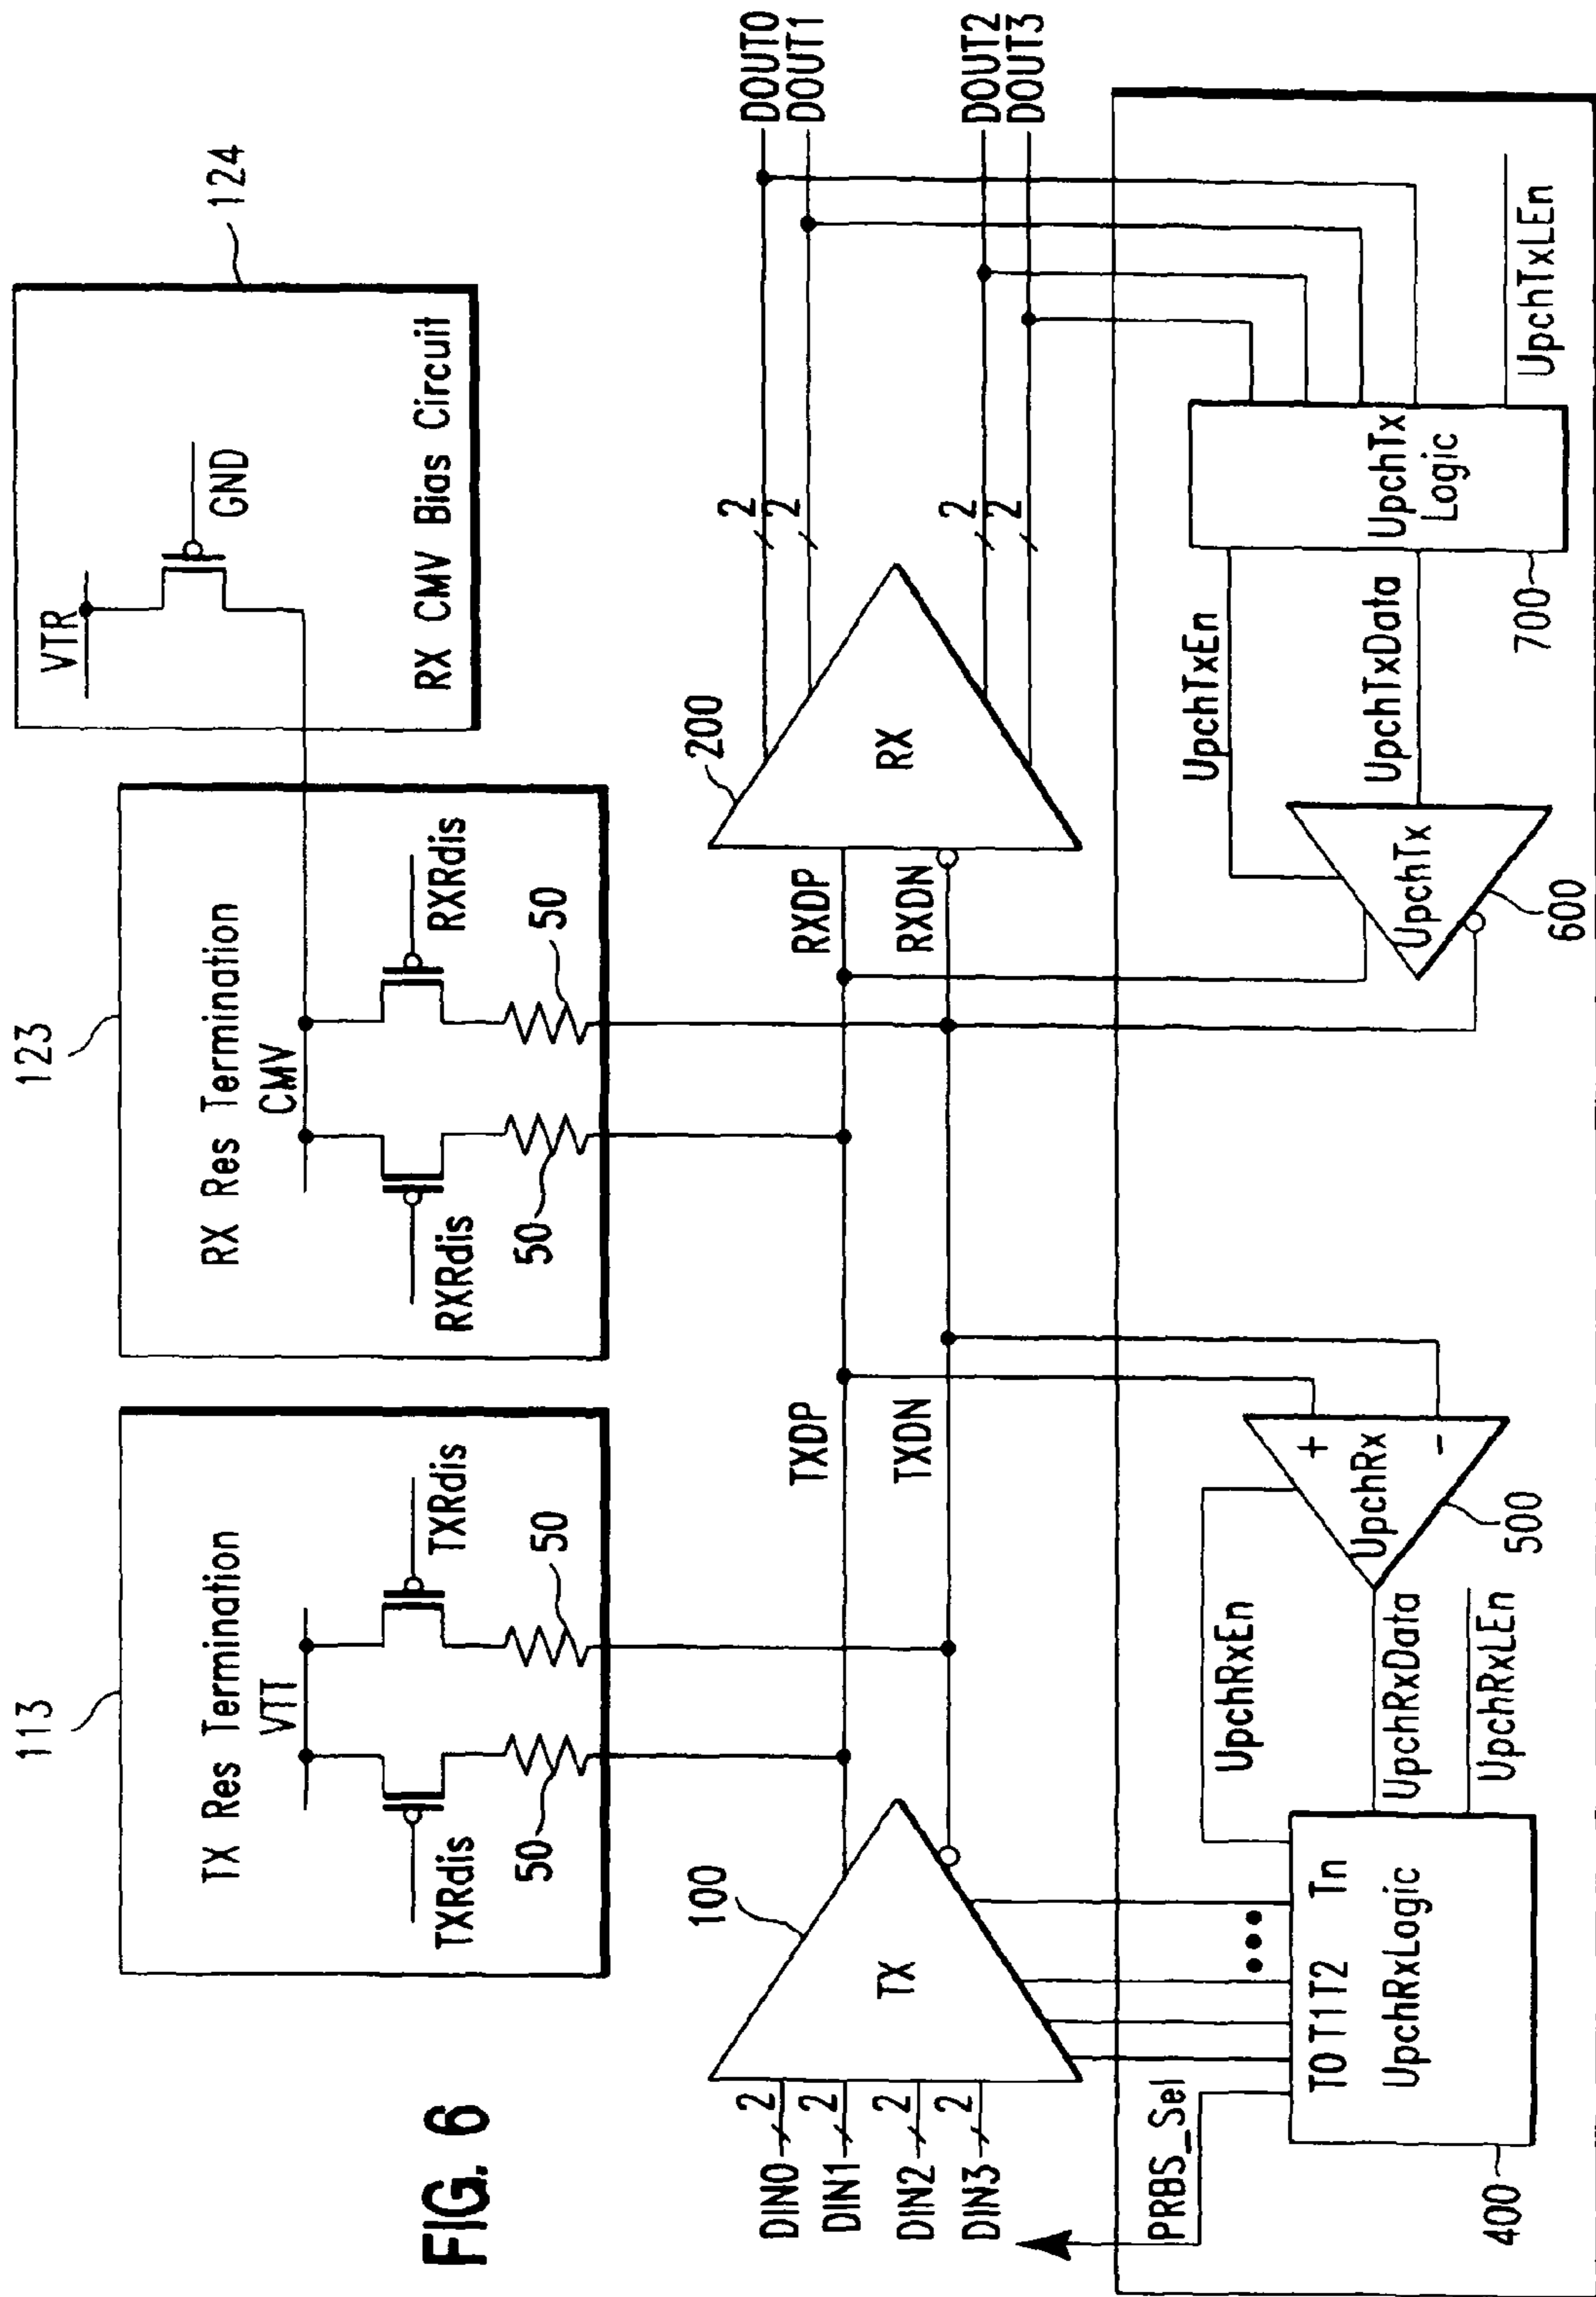 FIG. 6
113
TX Res Termination
VTT
TXRdis
TXRdis
50
50
123
RX Res Termination
CMV
RXRdis
RXRdis
50
50
124
VTR
GND
RX CMV Bias Circuit
DIN0
2
DIN1
2
DIN2
2
DIN3
2
100
TX
TXDP
TXDN
RXDP
RXDN
200
RX
2
2
2
2
DOUT0
DOUT1
DOUT2
DOUT3
PRBS_Sel
T0 T1 T2 Tn
UpchRxLogic
400
UpchRxEn
UpchRxData
UpchRxLEn
+
-
UpchRx
500
UpchTx
600
UpchTxEn
UpchTxData
UpchTx
Logic
700
UpchTxLEn